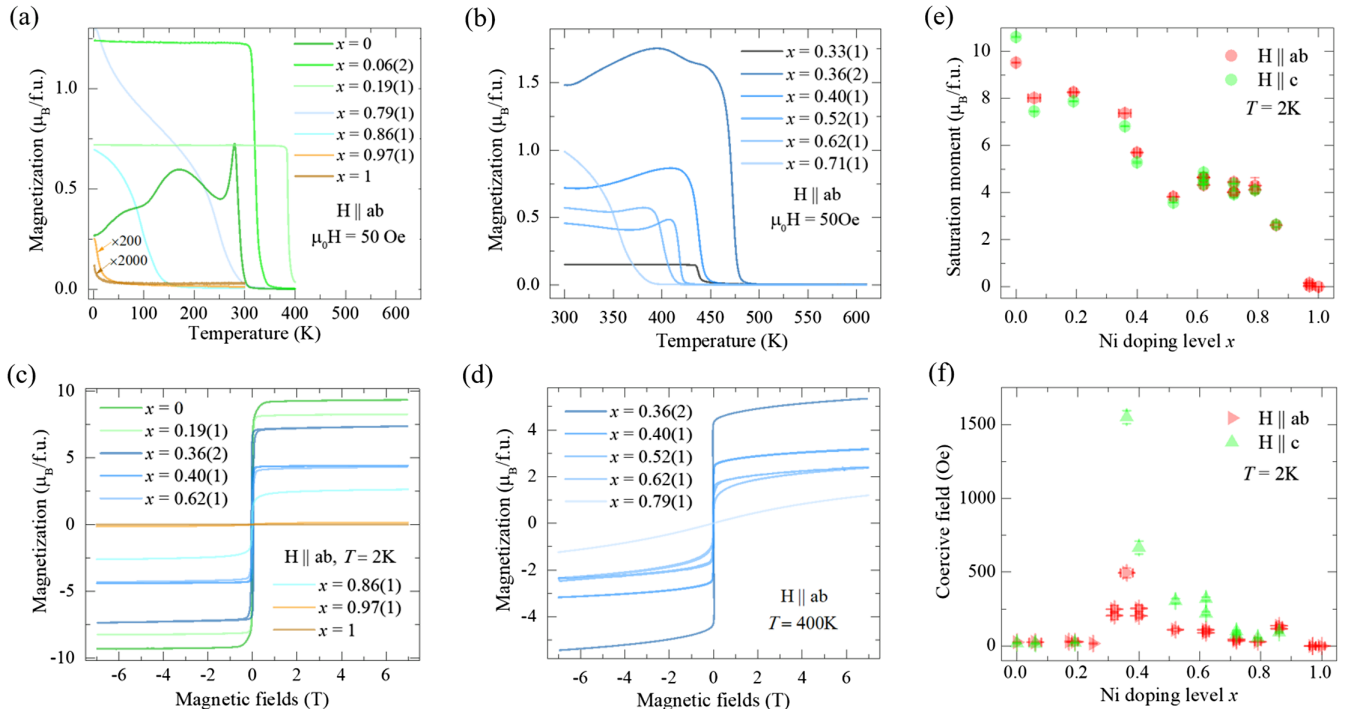 (a)
Magnetization (μB/f.u.)
1.0
0.5
0.0
x = 0
x = 0.06(2)
x = 0.19(1)
x = 0.79(1)
x = 0.86(1)
x = 0.97(1)
x = 1
H || ab
μ0H = 50 Oe
×200
×2000
0 100 200 300 400 500 600
Temperature (K)
(b)
Magnetization (μB/f.u.)
1.5
1.0
0.5
0.0
x = 0.33(1)
x = 0.36(2)
x = 0.40(1)
x = 0.52(1)
x = 0.62(1)
x = 0.71(1)
H || ab
μ0H = 50Oe
300 350 400 450 500 550 600
Temperature (K)
(e)
Saturation moment (μB/f.u.)
10
8
6
4
2
0
H || ab
H || c
T = 2K
0.0 0.2 0.4 0.6 0.8 1.0
Ni doping level x
(c)
Magnetization (μB/f.u.)
10
5
0
-5
-10
x = 0
x = 0.19(1)
x = 0.36(2)
x = 0.40(1)
x = 0.62(1)
H || ab, T = 2K
x = 0.86(1)
x = 0.97(1)
x = 1
-6 -4 -2 0 2 4 6
Magnetic fields (T)
(d)
Magnetization (μB/f.u.)
4
2
0
-2
-4
x = 0.36(2)
x = 0.40(1)
x = 0.52(1)
x = 0.62(1)
x = 0.79(1)
H || ab
T = 400K
-6 -4 -2 0 2 4 6
Magnetic fields (T)
(f)
Coercive field (Oe)
1500
1000
500
0
H || ab
H || c
T = 2K
0.0 0.2 0.4 0.6 0.8 1.0
Ni doping level x